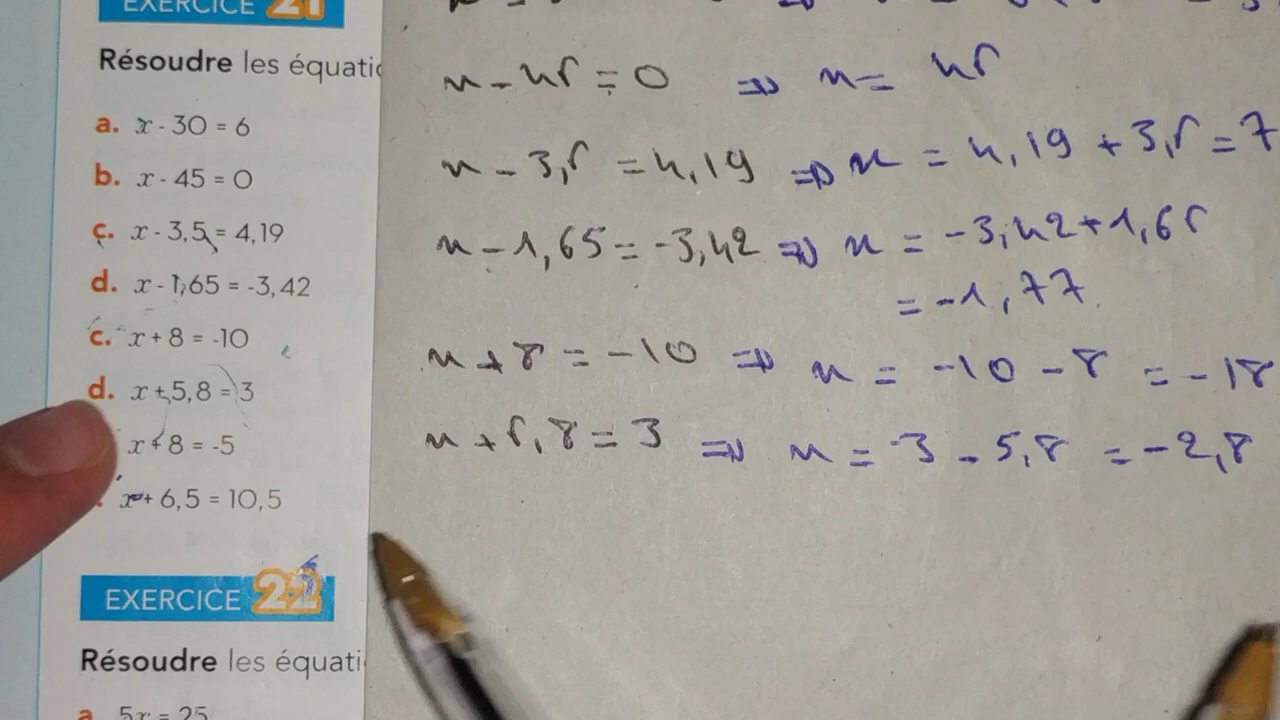 EXERCICE 21
Résoudre les équati
a. x - 30 = 6
b. x - 45 = 0
c. x - 3,5 = 4,19
d. x - 1,65 = -3,42
c. x + 8 = -10
d. x + 5,8 = 3
x + 8 = -5
x + 6,5 = 10,5
EXERCICE 22
Résoudre les équati
a. 5x = 25
x - 45 = 0 ⇒ x = 45
x - 3,5 = 4,19 ⇒ x = 4,19 + 3,5 = 7
x - 1,65 = -3,42 ⇒ x = -3,42 + 1,65
= -1,77
x + 8 = -10 ⇒ x = -10 - 8 = -18
x + 5,8 = 3 ⇒ x = 3 - 5,8 = -2,8